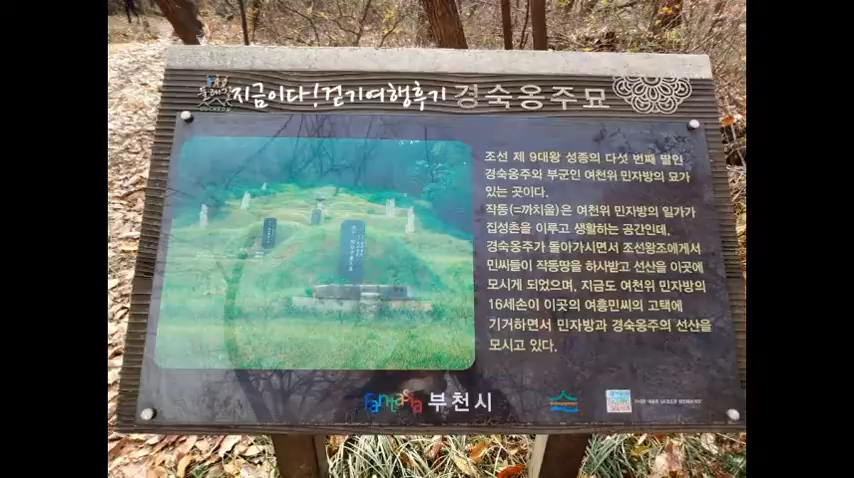 둘레길
지금이다! 걷기여행후기 경숙옹주묘
조선 제 9대왕 성종의 다섯 번째 딸인
경숙옹주와 부군인 여천위 민자방의 묘가
있는 곳이다.
작동(=까치울)은 여천위 민자방의 일가가
집성촌을 이루고 생활하는 공간인데,
경숙옹주가 돌아가시면서 조선왕조에게서
민씨들이 작동땅을 하사받고 선산을 이곳에
모시게 되었으며, 지금도 여천위 민자방의
16세손이 이곳의 여흥민씨의 고택에
기거하면서 민자방과 경숙옹주의 선산을
모시고 있다.
Fantasia 부천시